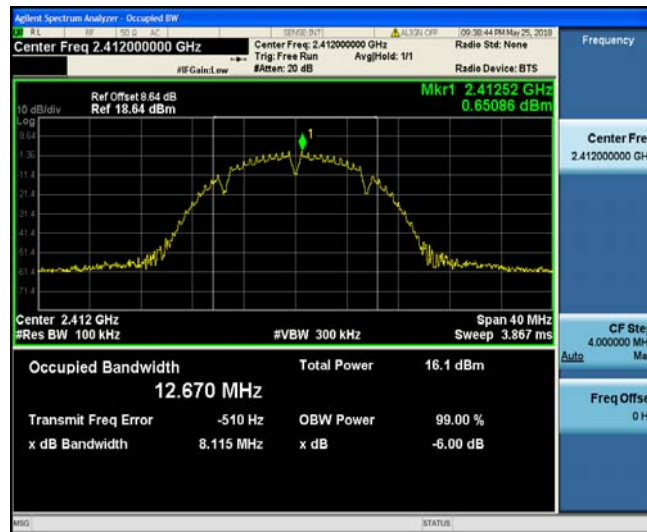 Agilent Spectrum Analyzer - Occupied BW
RL RF 50 Ω AC SENSE:INT ALIGN OFF 09:38:44 PM May 25, 2018
Center Freq 2.412000000 GHz
Center Freq: 2.412000000 GHz
Radio Std: None
Trig: Free Run Avg|Hold: 1/1
#IFGain:Low
#Atten: 20 dB
Radio Device: BTS
Frequency
Mkr1 2.41252 GHz
0.65086 dBm
Ref Offset 8.64 dB
10 dB/div Ref 18.64 dBm
Log
8.64
1
-1.36
-11.4
-21.4
-31.4
-41.4
-51.4
-61.4
-71.4
Center Fre
2.412000000 GH
Center 2.412 GHz
Span 40 MHz
#Res BW 100 kHz
#VBW 300 kHz
Sweep 3.867 ms
CF Ste
4.000000 MH
Auto Ma
Occupied Bandwidth
12.670 MHz
Total Power 16.1 dBm
Transmit Freq Error -510 Hz
OBW Power 99.00 %
x dB Bandwidth 8.115 MHz
x dB -6.00 dB
Freq Offse
0 H
MSG
STATUS